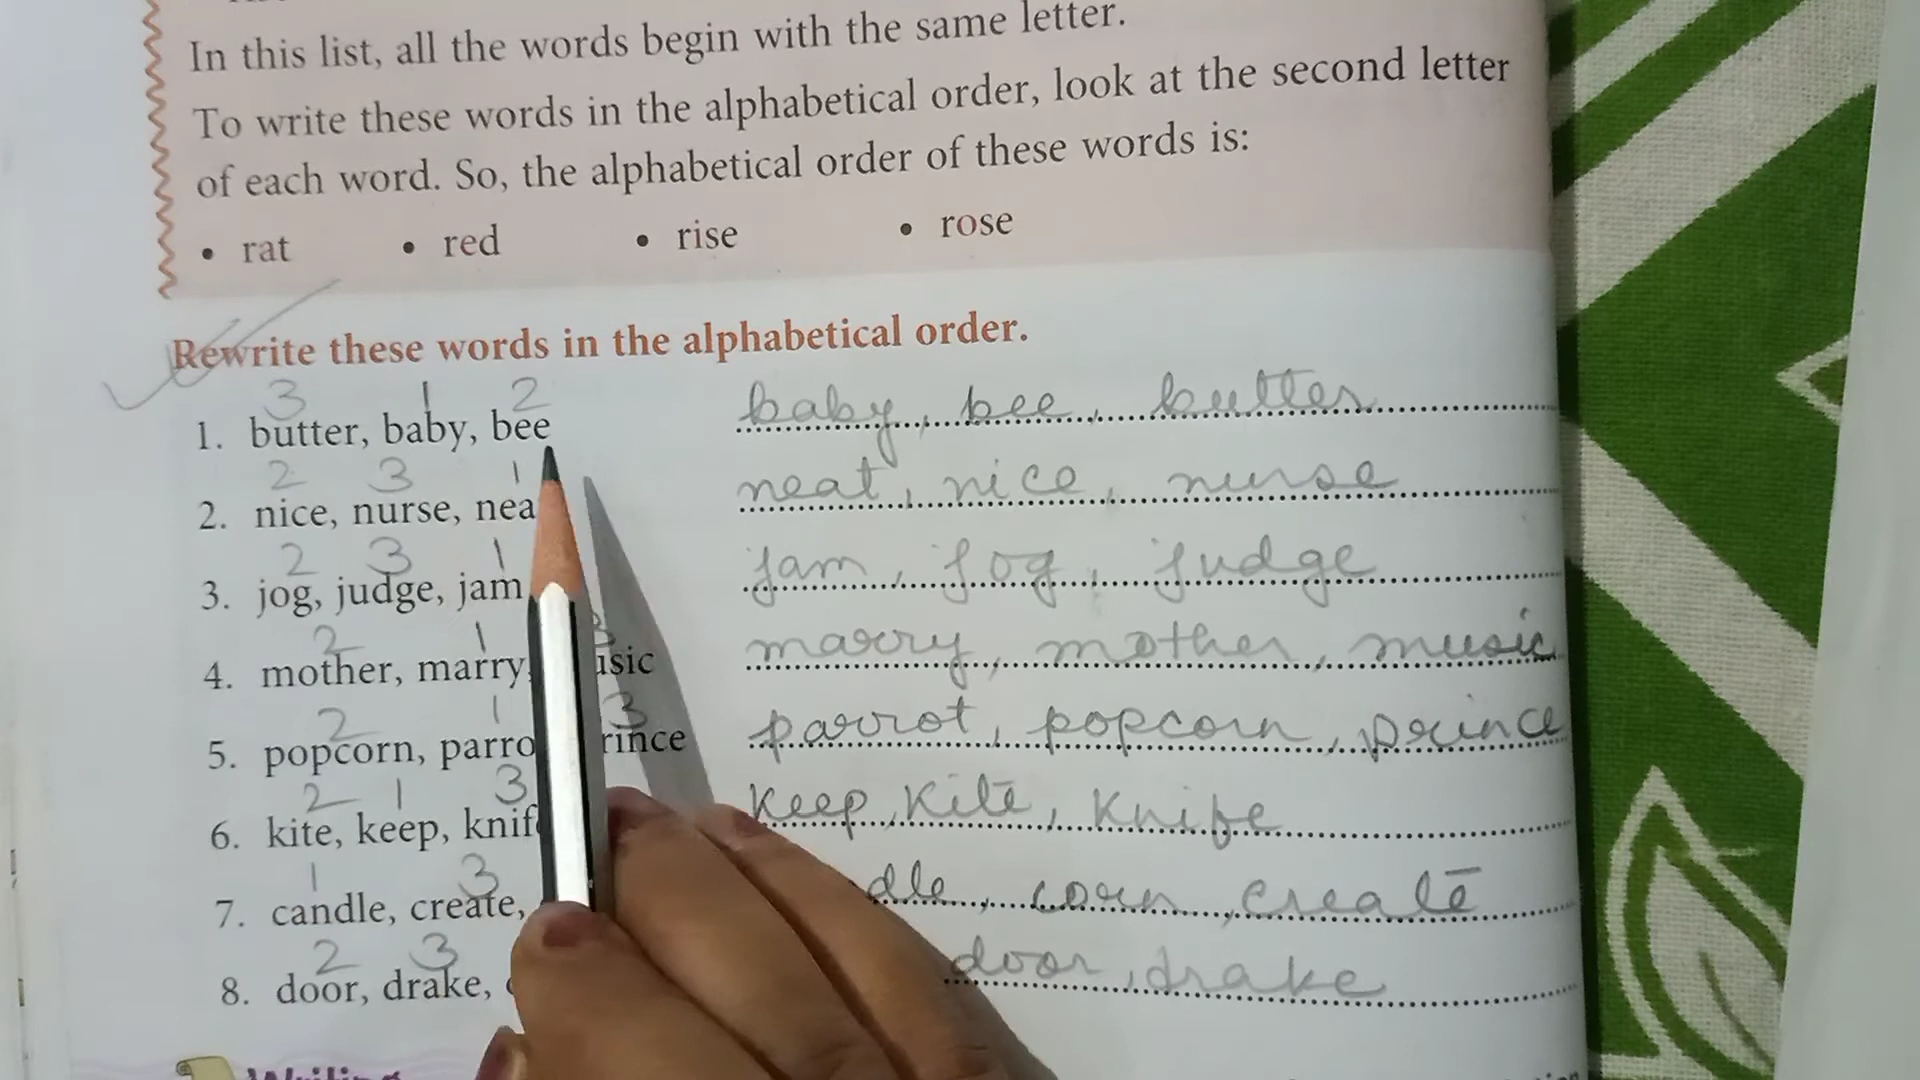 In this list, all the words begin with the same letter.
To write these words in the alphabetical order, look at the second letter
of each word. So, the alphabetical order of these words is:
• rat • red • rise • rose
Rewrite these words in the alphabetical order.
3 1 2
1. butter, baby, bee baby, bee, butter
2 3 1
2. nice, nurse, nea neat, nice, nurse
2 3 1
3. jog, judge, jam jam, jog, judge
2 1 3
4. mother, marry, usic marry, mother, music
2 1 3
5. popcorn, parro rince parrot, popcorn, prince
2 1 3
6. kite, keep, knif keep, kite, knife
1 3
7. candle, create, dle, corn, create
2 3
8. door, drake, door, drake